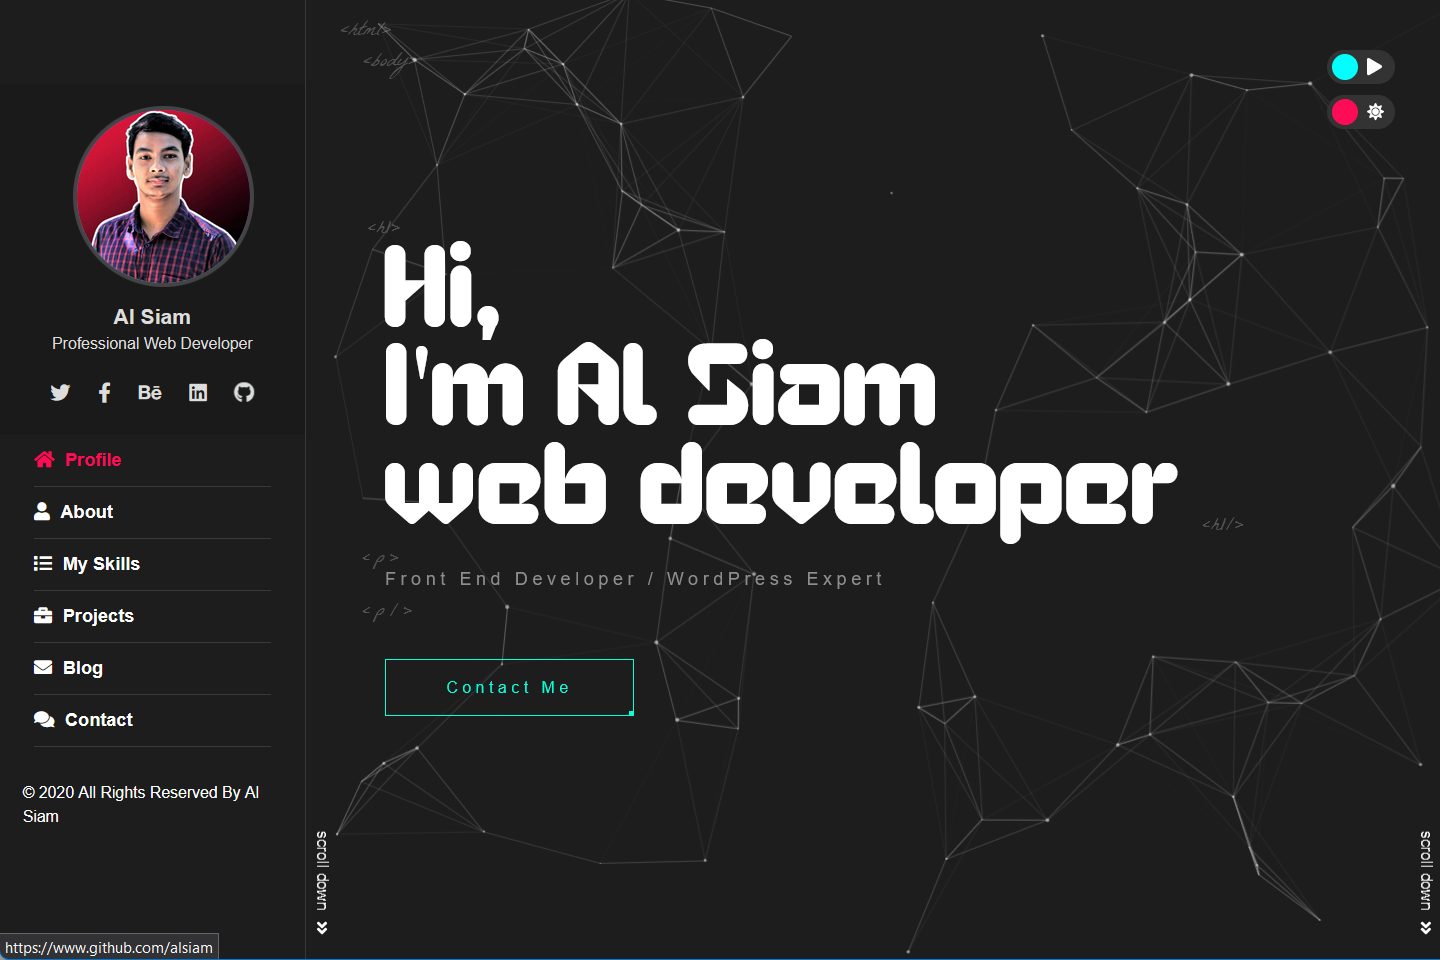 Al Siam
Professional Web Developer
Bē
Profile
About
My Skills
Projects
Blog
Contact
© 2020 All Rights Reserved By Al
Siam
https://www.github.com/alsiam
<html>
<body
<h1>
Hi,
I'm Al Siam
web developer
<h1/>
<p>
Front End Developer / WordPress Expert
<p/>
Contact Me
scroll down
scroll down